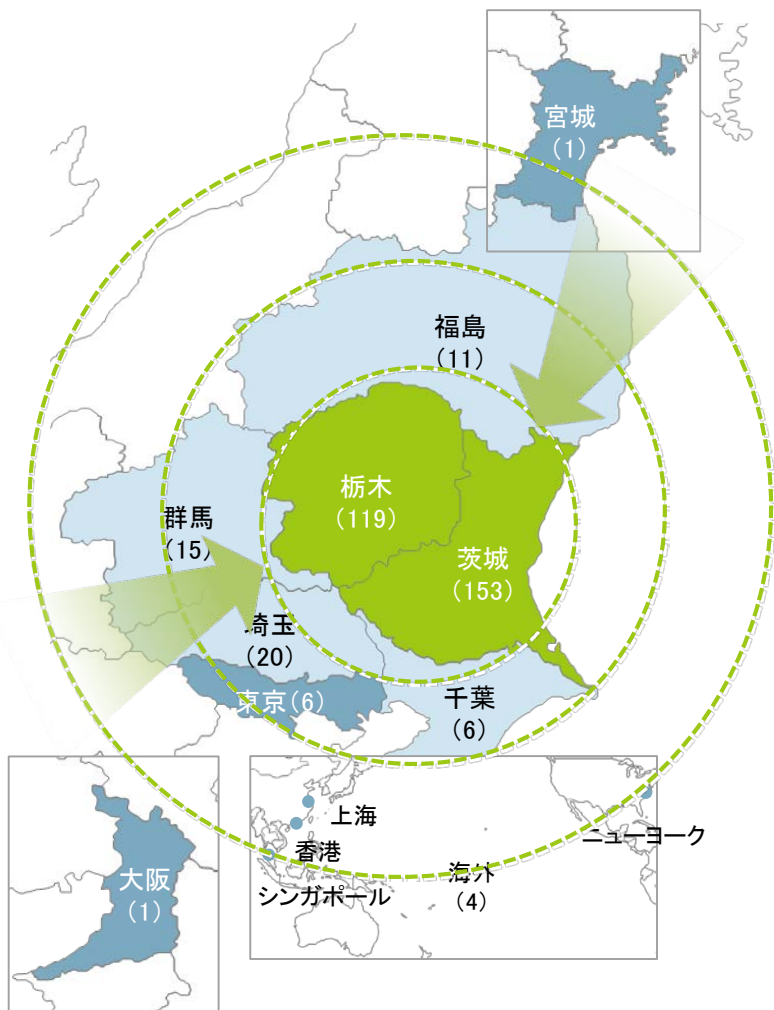 宮城
(1)
福島
(11)
栃木
(119)
群馬
(15)
茨城
(153)
埼玉
(20)
東京(6)
千葉
(6)
上海
香港
シンガポール
ニューヨーク
海外
(4)
大阪
(1)